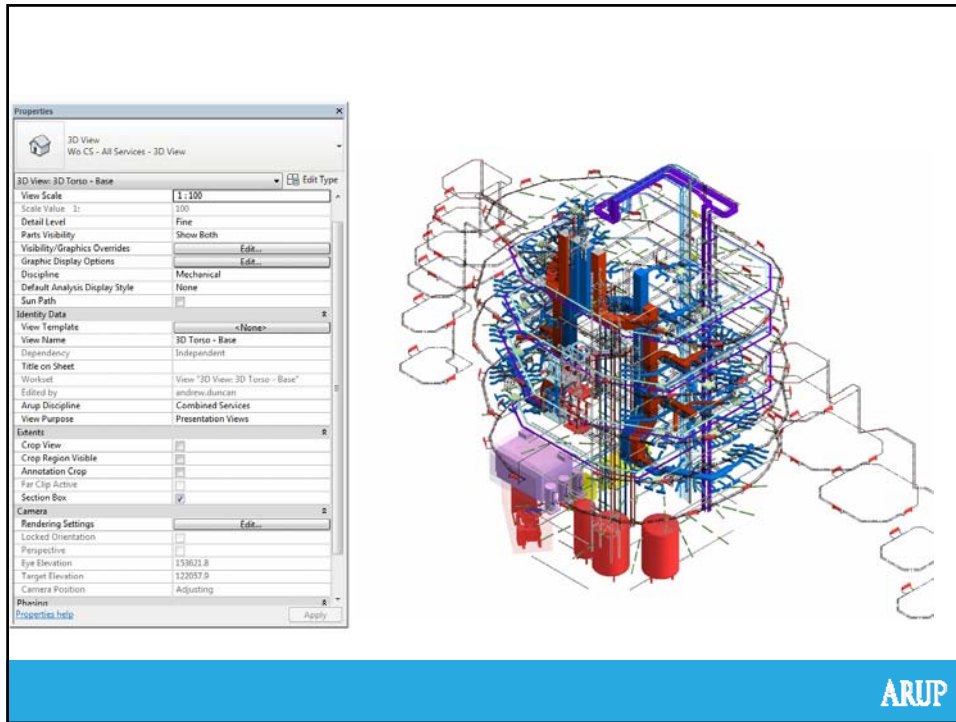 Properties
3D View
Wo CS - All Services - 3D View
3D View: 3D Torso - Base Edit Type
View Scale 1 : 100
Scale Value 1: 100
Detail Level Fine
Parts Visibility Show Both
Visibility/Graphics Overrides Edit...
Graphic Display Options Edit...
Discipline Mechanical
Default Analysis Display Style None
Sun Path
Identity Data
View Template <None>
View Name 3D Torso - Base
Dependency Independent
Title on Sheet
Workset View "3D View: 3D Torso - Base"
Edited by andrew.duncan
Arup Discipline Combined Services
View Purpose Presentation Views
Extents
Crop View
Crop Region Visible
Annotation Crop
Far Clip Active
Section Box
Camera
Rendering Settings Edit...
Locked Orientation
Perspective
Eye Elevation 153621.8
Target Elevation 122057.9
Camera Position Adjusting
Phasing
Properties help Apply
ARUP